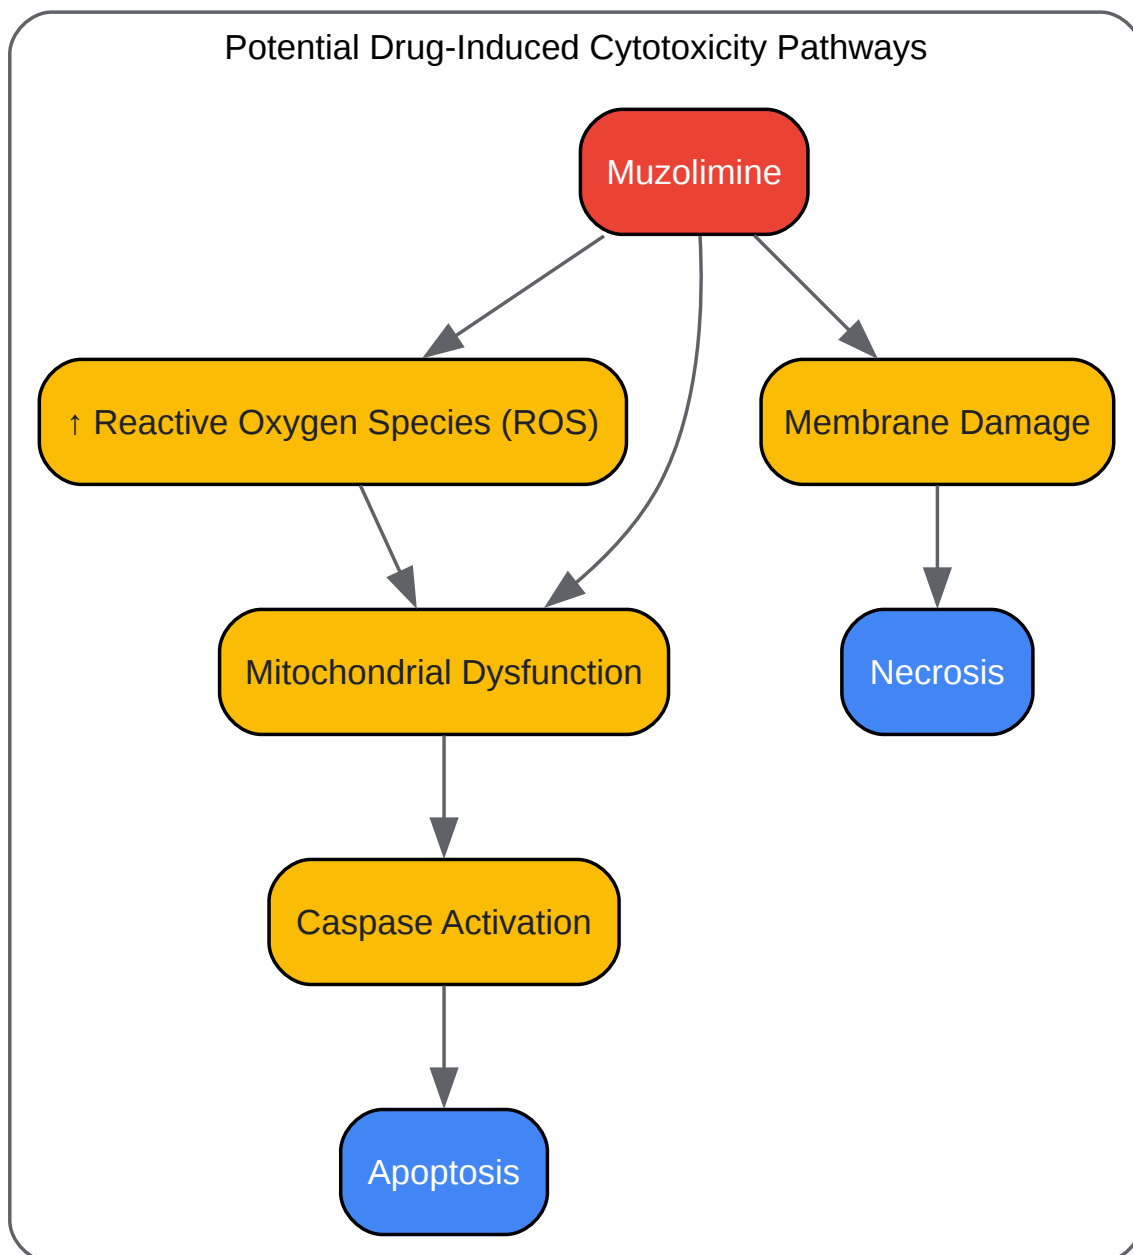 Potential Drug-Induced Cytotoxicity Pathways
Muzolimine
↑ Reactive Oxygen Species (ROS)
Membrane Damage
Mitochondrial Dysfunction
Necrosis
Caspase Activation
Apoptosis